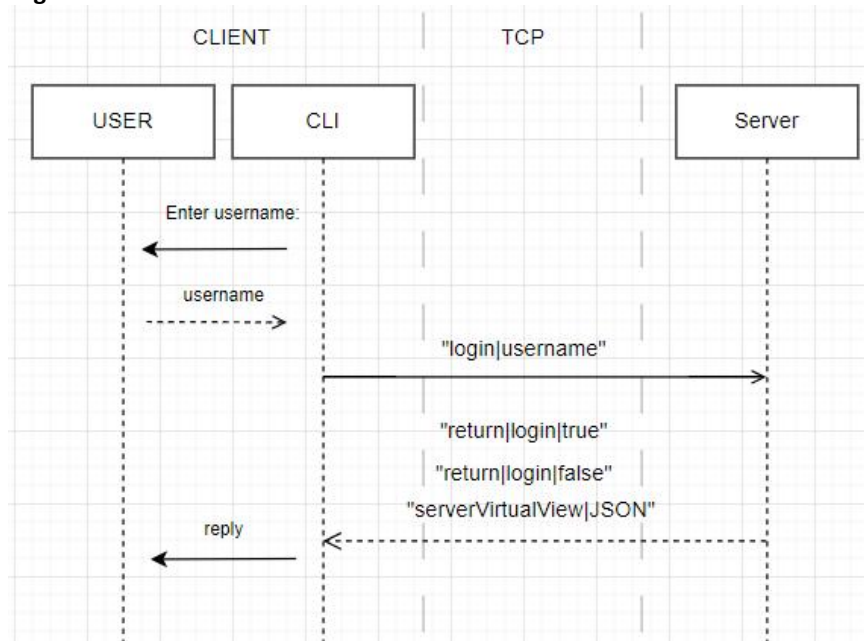 CLIENT TCP
USER CLI Server
Enter username:
username
"login|username"
"return|login|true"
"return|login|false"
"serverVirtualView|JSON"
reply